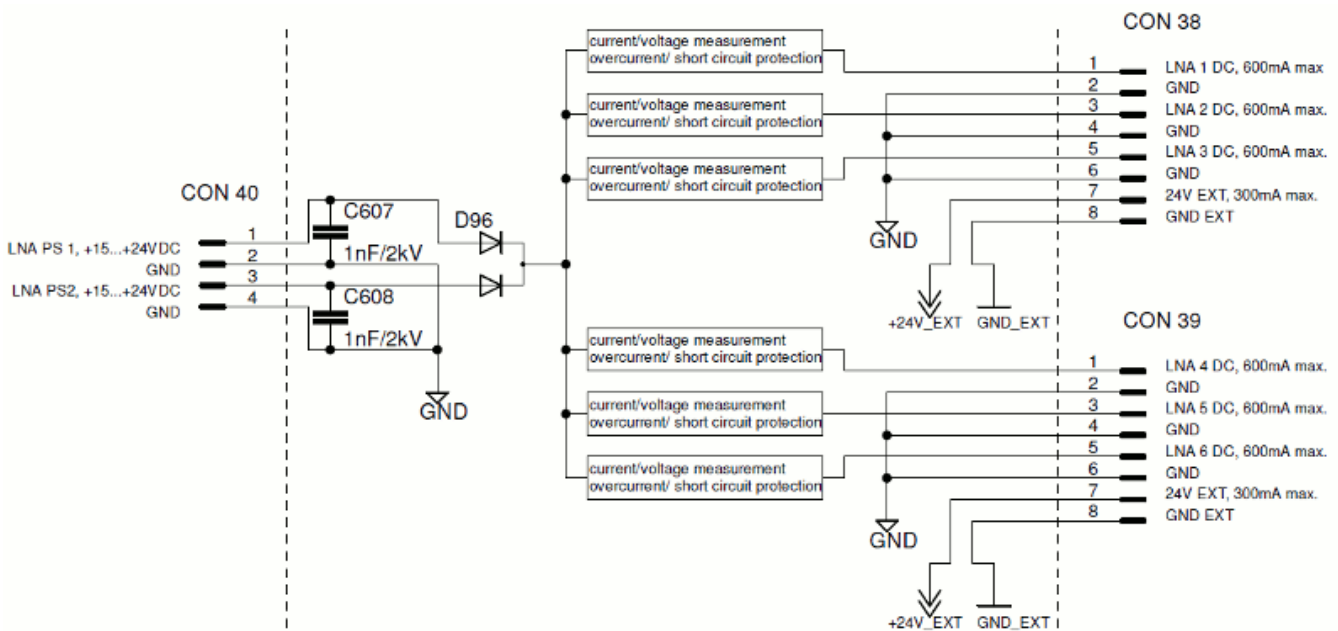 CON 38
current/voltage measurement
overcurrent/ short circuit protection
1
LNA 1 DC, 600mA max
2
GND
current/voltage measurement
overcurrent/ short circuit protection
3
LNA 2 DC, 600mA max.
4
GND
5
LNA 3 DC, 600mA max.
current/voltage measurement
overcurrent/ short circuit protection
6
GND
7
24V EXT, 300mA max.
8
GND EXT
GND
+24V_EXT
GND_EXT
CON 40
C607
D96
1
LNA PS 1, +15...+24VDC
1nF/2kV
2
GND
3
LNA PS2, +15...+24VDC
C608
4
GND
1nF/2kV
GND
CON 39
current/voltage measurement
overcurrent/ short circuit protection
1
LNA 4 DC, 600mA max.
2
GND
current/voltage measurement
overcurrent/ short circuit protection
3
LNA 5 DC, 600mA max.
4
GND
5
LNA 6 DC, 600mA max.
current/voltage measurement
overcurrent/ short circuit protection
6
GND
7
24V EXT, 300mA max.
8
GND EXT
GND
+24V_EXT
GND_EXT